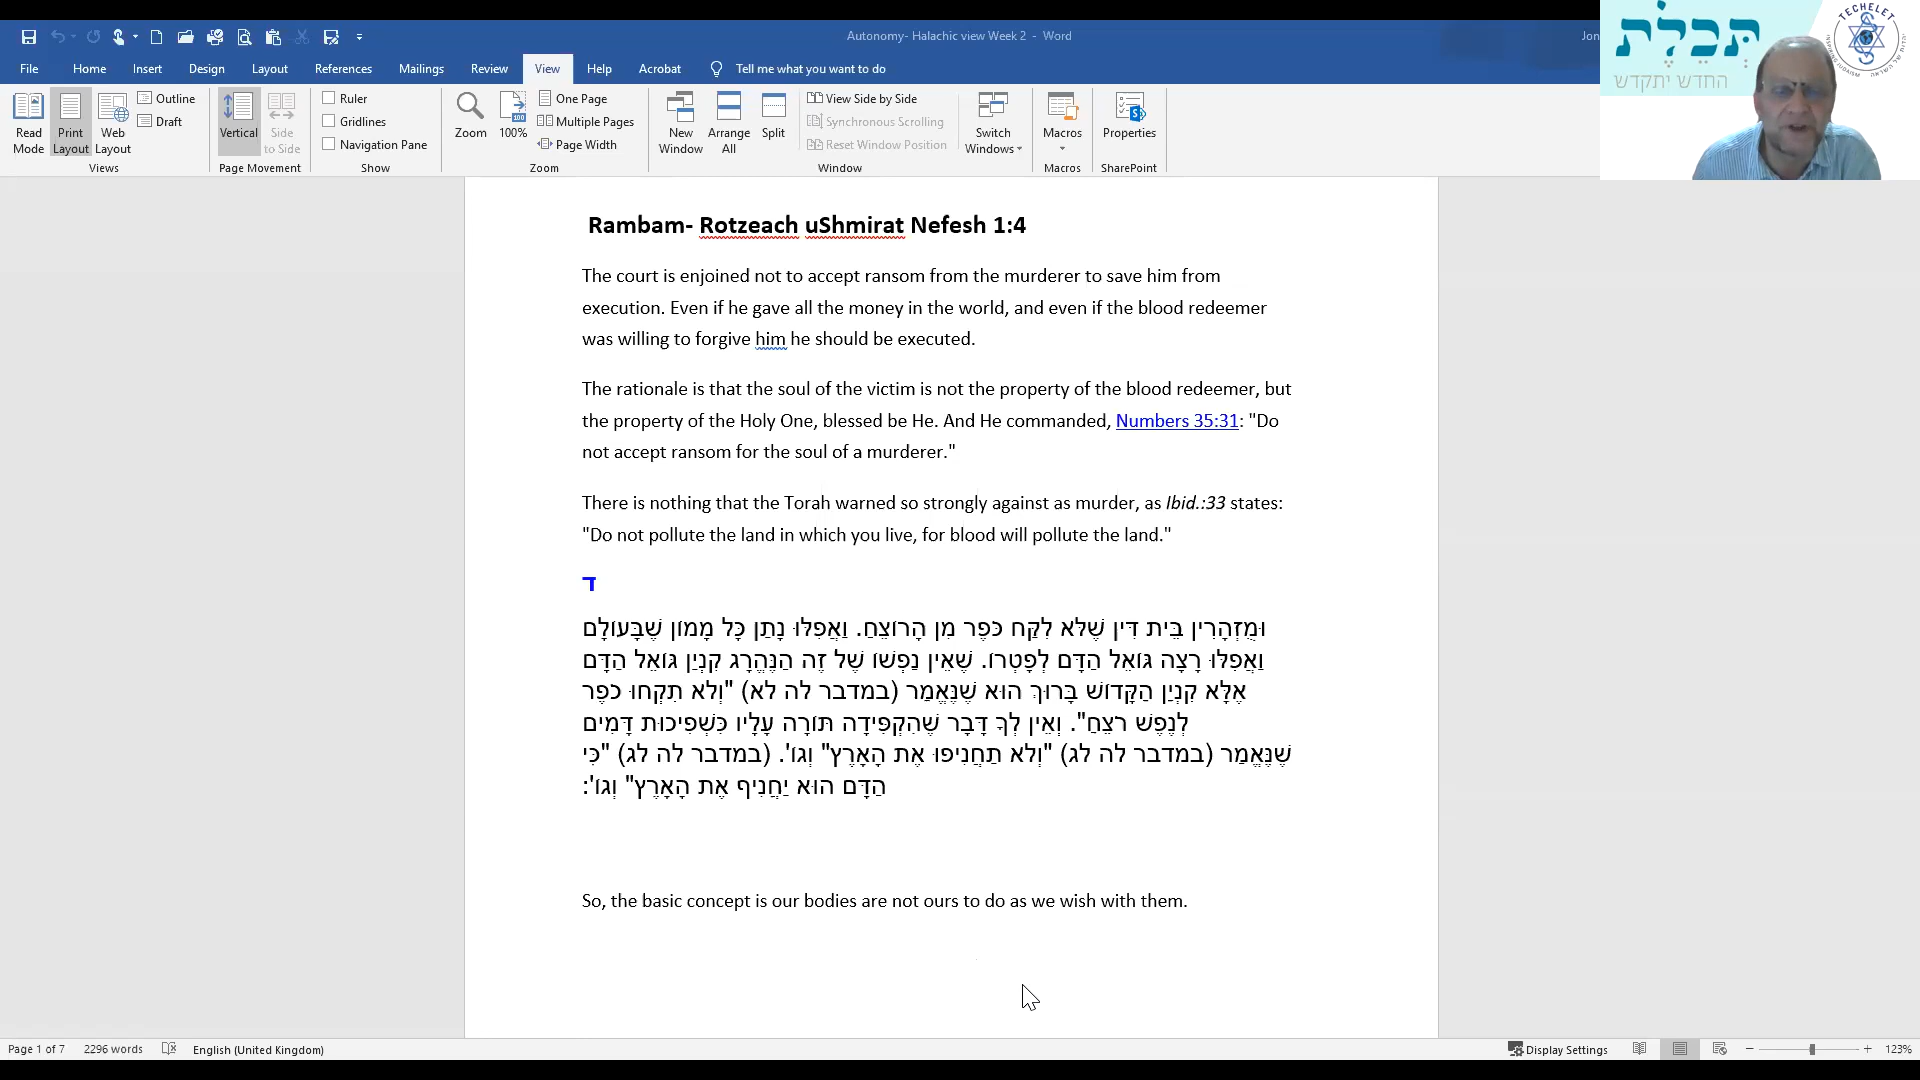 Autonomy- Halachic view Week 2 - Word
Jon
File Home Insert Design Layout References Mailings Review View Help Acrobat Tell me what you want to do
Read Mode
Print Layout
Web Layout
Outline
Draft
Views
Vertical
Side to Side
Page Movement
Ruler
Gridlines
Navigation Pane
Show
Zoom
100%
One Page
Multiple Pages
Page Width
Zoom
New Window
Arrange All
Split
View Side by Side
Synchronous Scrolling
Reset Window Position
Window
Switch Windows
Macros
Macros
Properties
SharePoint
תְּכֵלֶת
החדש יתקדש
TECHELET
Rambam- Rotzeach uShmirat Nefesh 1:4
The court is enjoined not to accept ransom from the murderer to save him from
execution. Even if he gave all the money in the world, and even if the blood redeemer
was willing to forgive him he should be executed.
The rationale is that the soul of the victim is not the property of the blood redeemer, but
the property of the Holy One, blessed be He. And He commanded, Numbers 35:31: "Do
not accept ransom for the soul of a murderer."
There is nothing that the Torah warned so strongly against as murder, as Ibid.:33 states:
"Do not pollute the land in which you live, for blood will pollute the land."
ד
וּמֻזְהָרִין בֵּית דִּין שֶׁלֹּא לִקַּח כֹּפֶר מִן הָרוֹצֵחַ. וַאֲפִלּוּ נָתַן כָּל מָמוֹן שֶׁבָּעוֹלָם
וַאֲפִלּוּ רָצָה גּוֹאֵל הַדָּם לְפָטְרוֹ. שֶׁאֵין נַפְשׁוֹ שֶׁל זֶה הַנֶּהֱרָג קִנְיַן גּוֹאֵל הַדָּם
אֶלָּא קִנְיַן הַקָּדוֹשׁ בָּרוּךְ הוּא שֶׁנֶּאֱמַר (במדבר לה לא) "וְלֹא תִקְחוּ כֹפֶר
לְנֶפֶשׁ רֹצֵחַ". וְאֵין לְךָ דָּבָר שֶׁהִקְפִּידָה תּוֹרָה עָלָיו כִּשְׁפִיכוּת דָּמִים
שֶׁנֶּאֱמַר (במדבר לה לג) "וְלֹא תַחֲנִיפוּ אֶת הָאָרֶץ" וְגוֹ'. (במדבר לה לג) "כִּי
הַדָּם הוּא יַחֲנִיף אֶת הָאָרֶץ" וְגוֹ':
So, the basic concept is our bodies are not ours to do as we wish with them.
Page 1 of 7 2296 words English (United Kingdom) Display Settings 123%